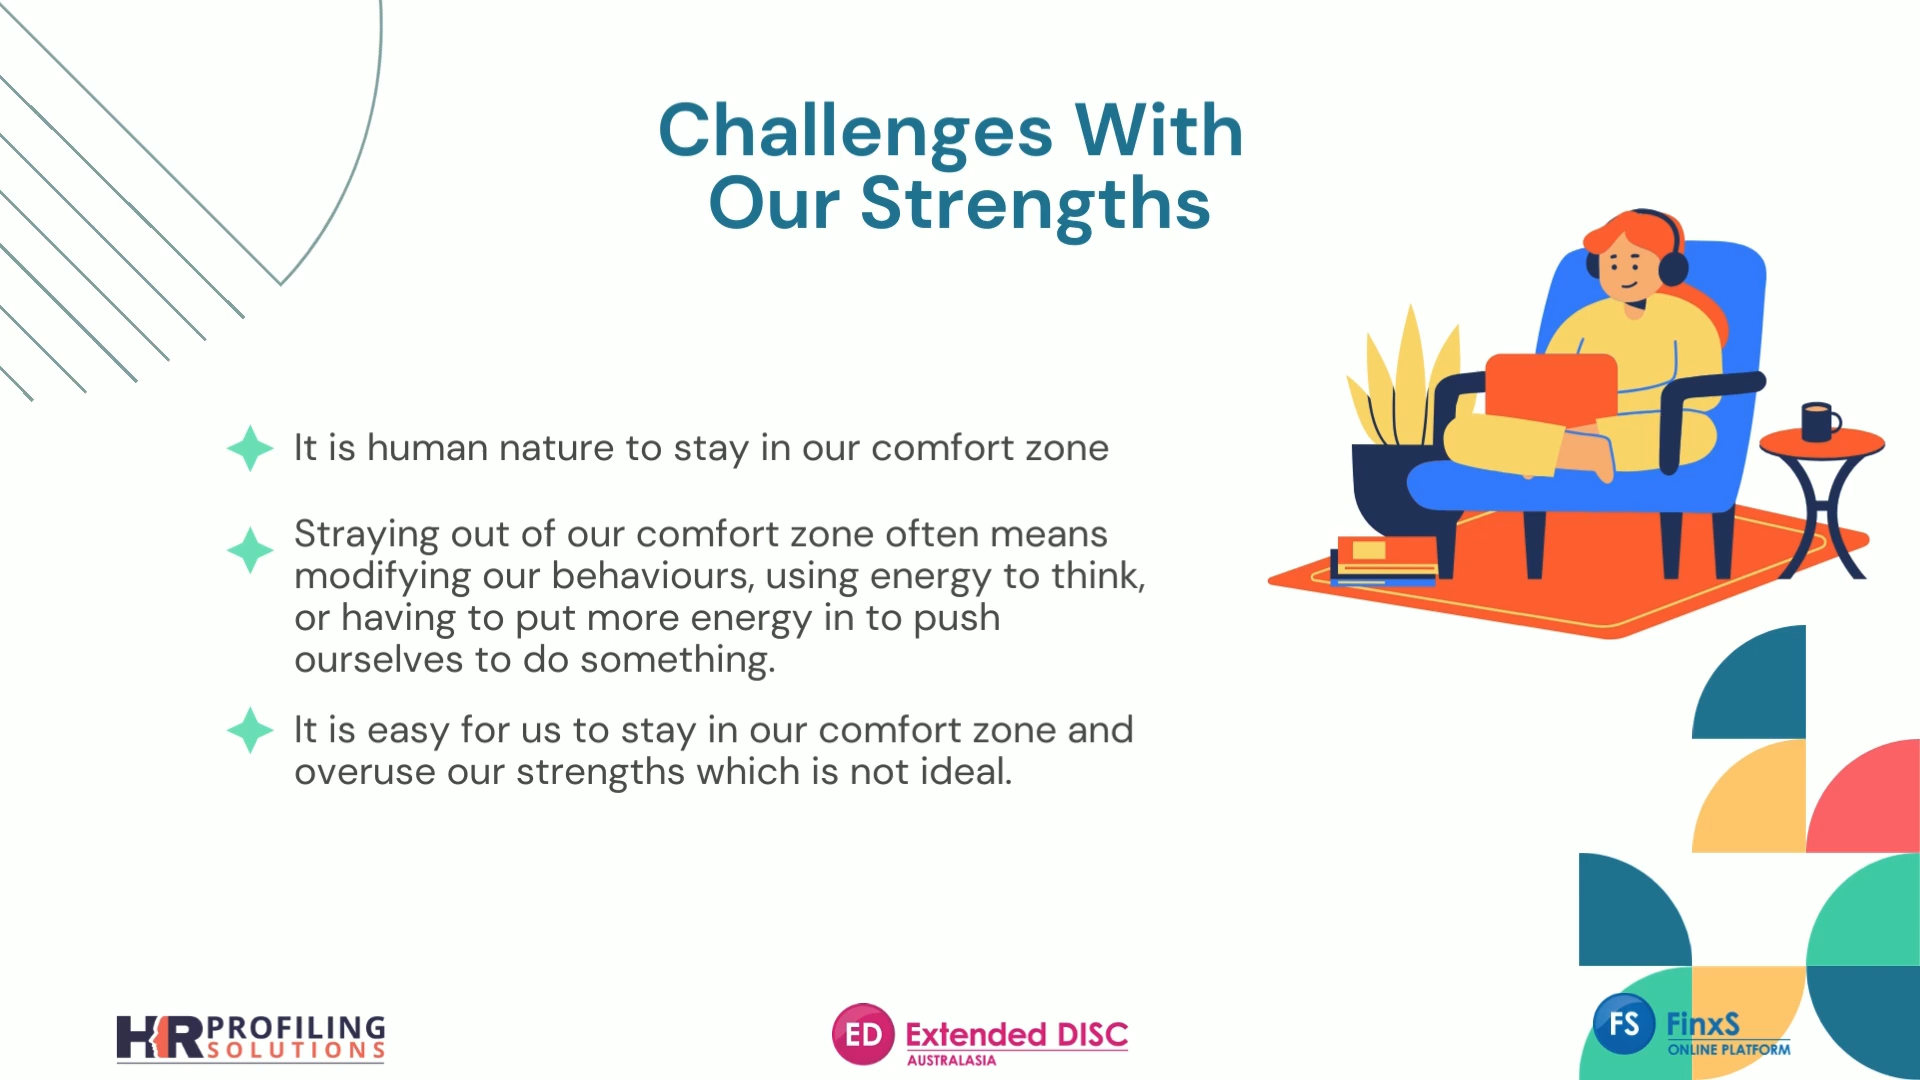 Challenges With
Our Strengths
It is human nature to stay in our comfort zone
Straying out of our comfort zone often means
modifying our behaviours, using energy to think,
or having to put more energy in to push
ourselves to do something.
It is easy for us to stay in our comfort zone and
overuse our strengths which is not ideal.
HR PROFILING
SOLUTIONS
ED Extended DISC
AUSTRALASIA
FS FinxS
ONLINE PLATFORM